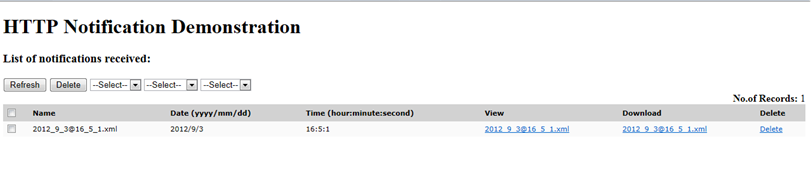 HTTP Notification Demonstration
List of notifications received:
Refresh Delete --Select-- --Select-- --Select--
No.of Records: 1
Name Date (yyyy/mm/dd) Time (hour:minute:second) View Download Delete
2012_9_3@16_5_1.xml 2012/9/3 16:5:1 2012_9_3@16_5_1.xml 2012_9_3@16_5_1.xml Delete